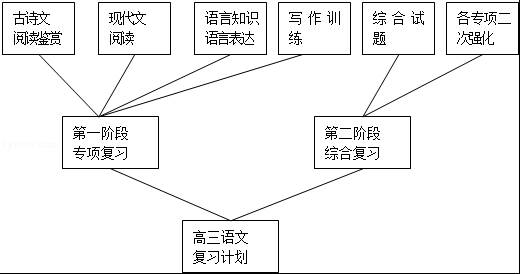 古诗文
阅读鉴赏
现代文
阅读
语言知识
语言表达
写作训
练
综合试
题
各专项二
次强化
第一阶段
专项复习
第二阶段
综合复习
高三语文
复习计划